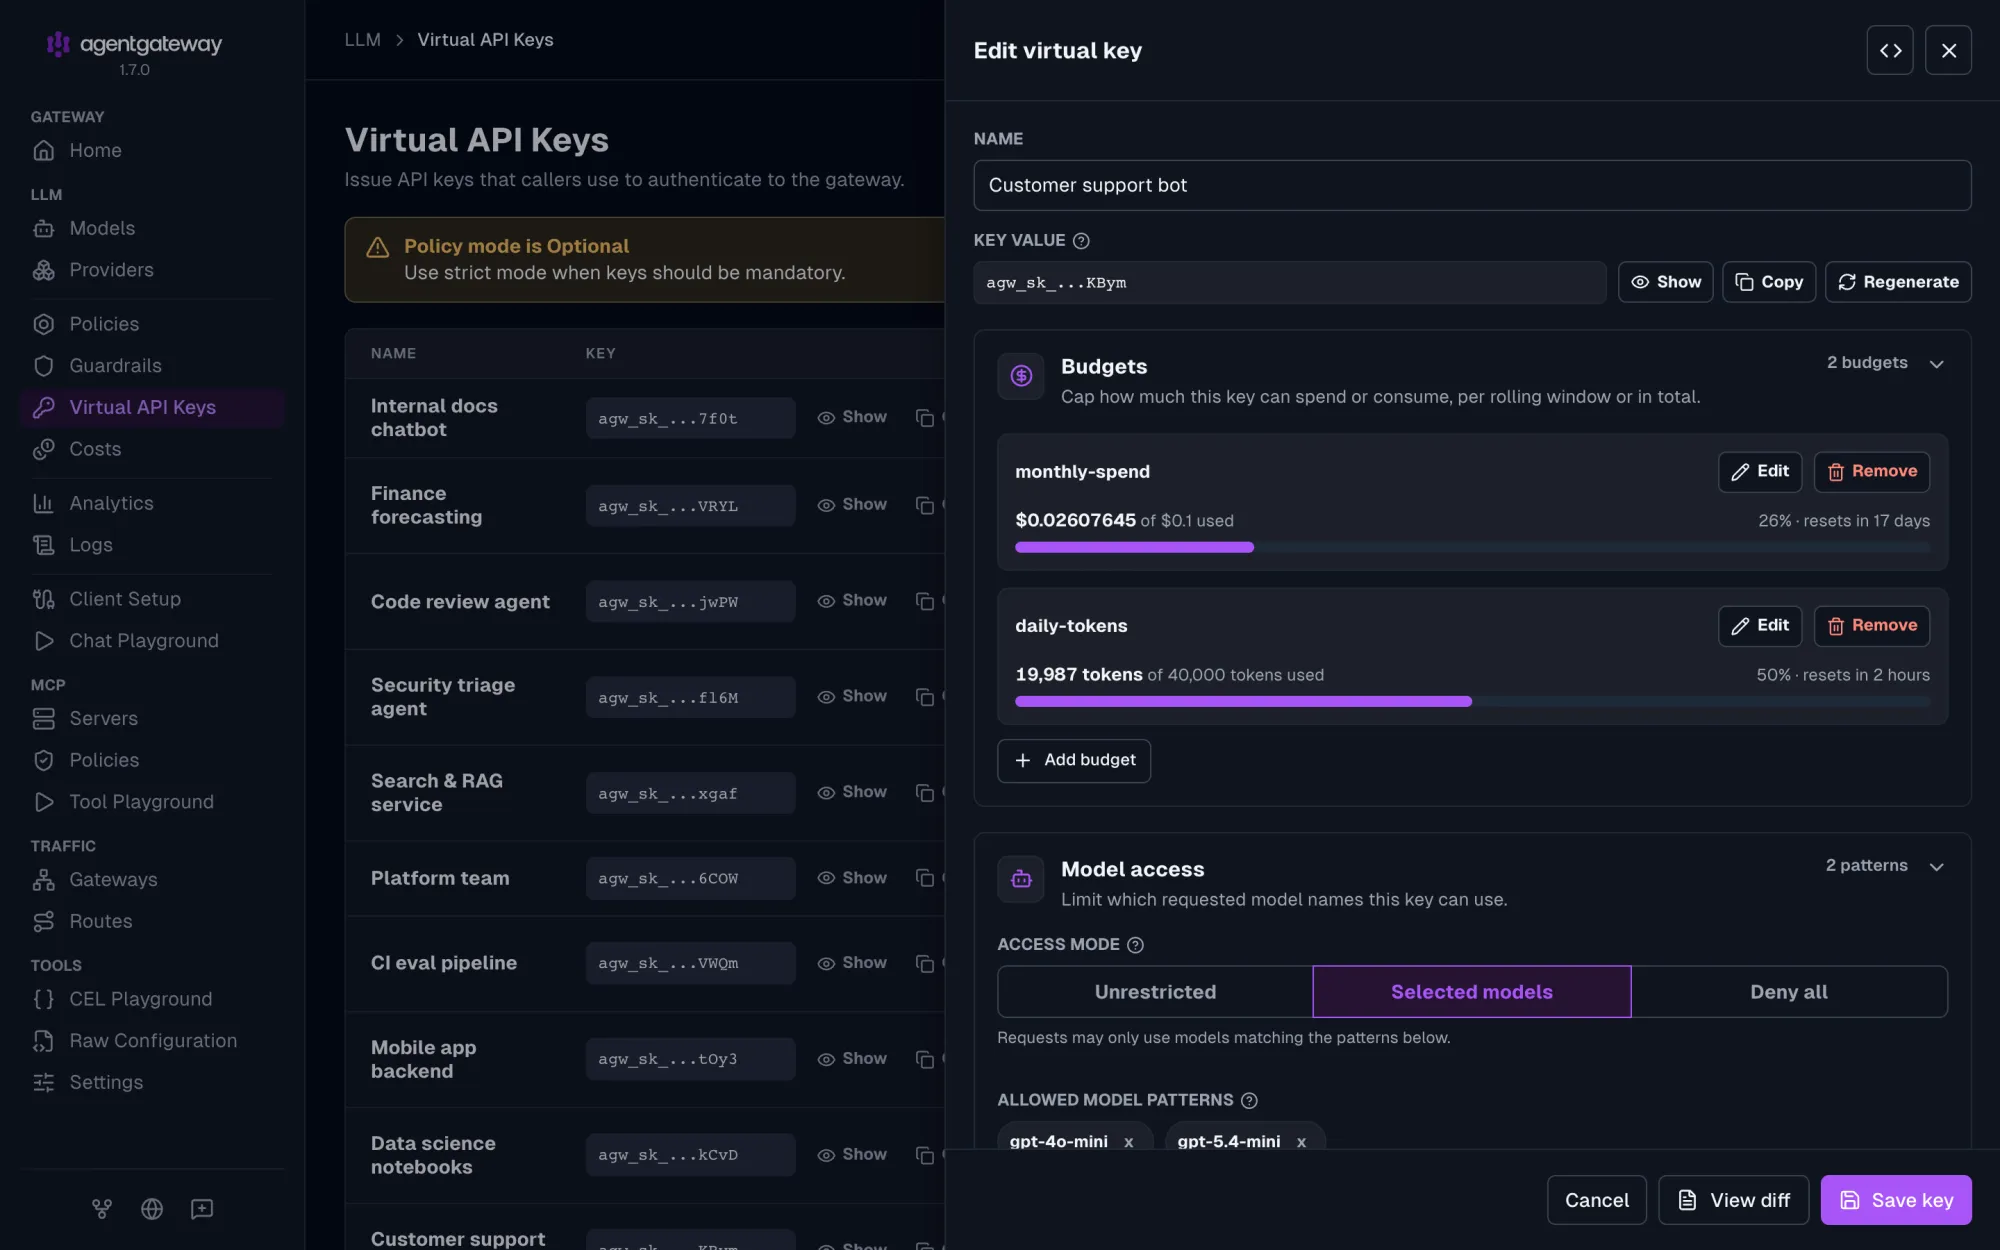 agentgateway
1.7.0
GATEWAY
Home
LLM
Models
Providers
Policies
Guardrails
Virtual API Keys
Costs
Analytics
Logs
Client Setup
Chat Playground
MCP
Servers
Policies
Tool Playground
TRAFFIC
Gateways
Routes
TOOLS
CEL Playground
Raw Configuration
Settings
LLM > Virtual API Keys
Virtual API Keys
Issue API keys that callers use to authenticate to the gateway.
Policy mode is Optional
Use strict mode when keys should be mandatory.
NAME KEY
Internal docs
chatbot
agw_sk_...7f0t Show
Finance
forecasting
agw_sk_...VRYL Show
Code review agent agw_sk_...jwPW Show
Security triage
agent
agw_sk_...fl6M Show
Search & RAG
service
agw_sk_...xgaf Show
Platform team agw_sk_...6COW Show
CI eval pipeline agw_sk_...VWQm Show
Mobile app
backend
agw_sk_...tOy3 Show
Data science
notebooks
agw_sk_...kCvD Show
Customer support
agw_sk_...KBym Show
Edit virtual key
NAME
Customer support bot
KEY VALUE ?
agw_sk_...KBym Show Copy Regenerate
Budgets 2 budgets
Cap how much this key can spend or consume, per rolling window or in total.
monthly-spend Edit Remove
$0.02607645 of $0.1 used 26% · resets in 17 days
daily-tokens Edit Remove
19,987 tokens of 40,000 tokens used 50% · resets in 2 hours
+ Add budget
Model access 2 patterns
Limit which requested model names this key can use.
ACCESS MODE ?
Unrestricted Selected models Deny all
Requests may only use models matching the patterns below.
ALLOWED MODEL PATTERNS ?
gpt-4o-mini x gpt-5.4-mini x
Cancel View diff Save key